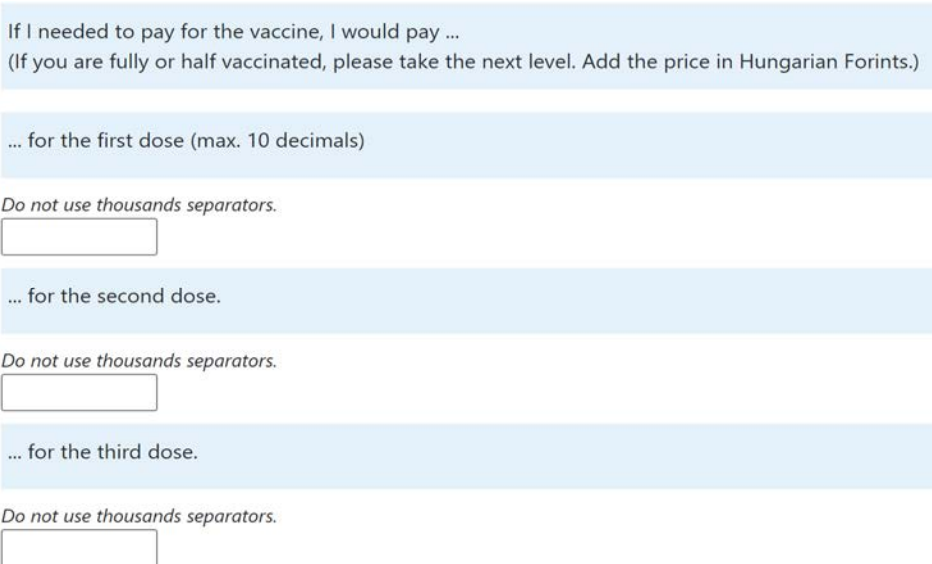 If I needed to pay for the vaccine, I would pay ...
(If you are fully or half vaccinated, please take the next level. Add the price in Hungarian Forints.)
... for the first dose (max. 10 decimals)
Do not use thousands separators.
... for the second dose.
Do not use thousands separators.
... for the third dose.
Do not use thousands separators.